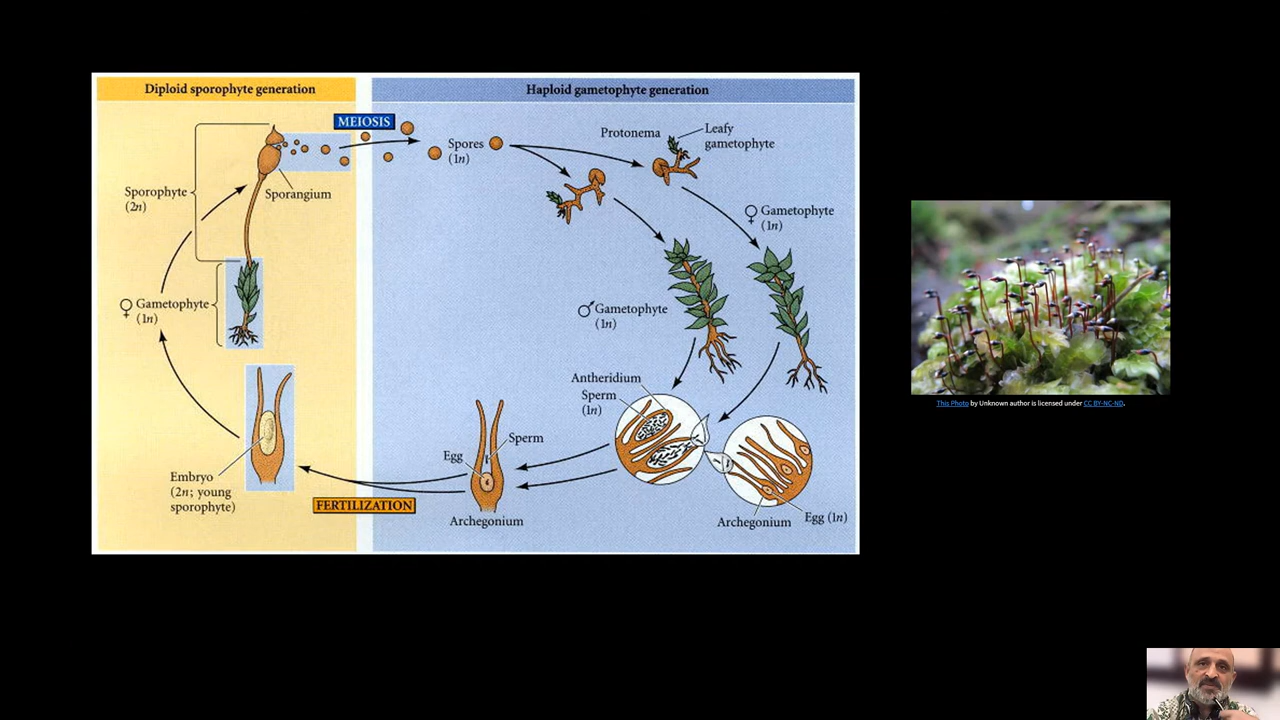 Diploid sporophyte generation
Haploid gametophyte generation
MEIOSIS
Spores
(1n)
Protonema
Leafy
gametophyte
Sporophyte
(2n)
Sporangium
♀ Gametophyte
(1n)
♀ Gametophyte
(1n)
♂ Gametophyte
(1n)
Antheridium
Sperm
(1n)
Egg
Sperm
Archegonium
Archegonium
Egg (1n)
Embryo
(2n; young
sporophyte)
FERTILIZATION
This Photo by Unknown author is licensed under CC BY-NC-ND.